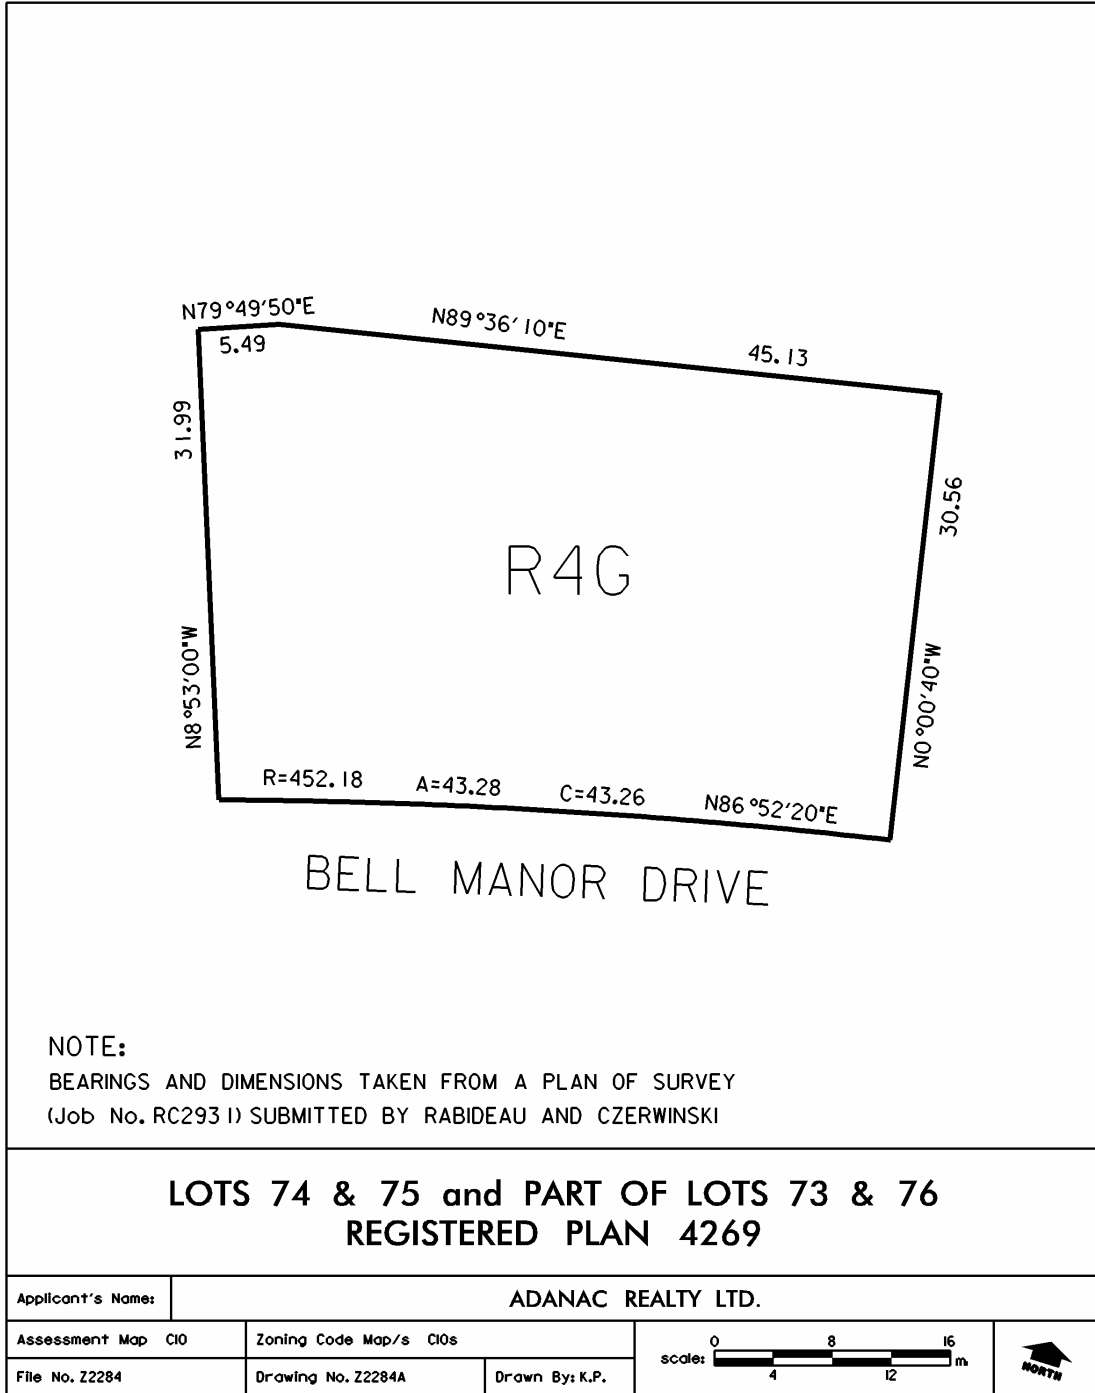 N79°49'50"E
N89°36'10"E
5.49
45.13
31.99
30.56
R4G
N8°53'00"W
N0°00'40"W
R=452.18 A=43.28 C=43.26 N86°52'20"E
BELL MANOR DRIVE
NOTE:
BEARINGS AND DIMENSIONS TAKEN FROM A PLAN OF SURVEY
(Job No. RC2931) SUBMITTED BY RABIDEAU AND CZERWINSKI
LOTS 74 & 75 and PART OF LOTS 73 & 76
REGISTERED PLAN 4269
Applicant's Name: ADANAC REALTY LTD.
Assessment Map C10 Zoning Code Map/s C10s
File No. Z2284 Drawing No. Z2284A Drawn By: K.P.
0 8 16
scale: m.
4 12
NORTH